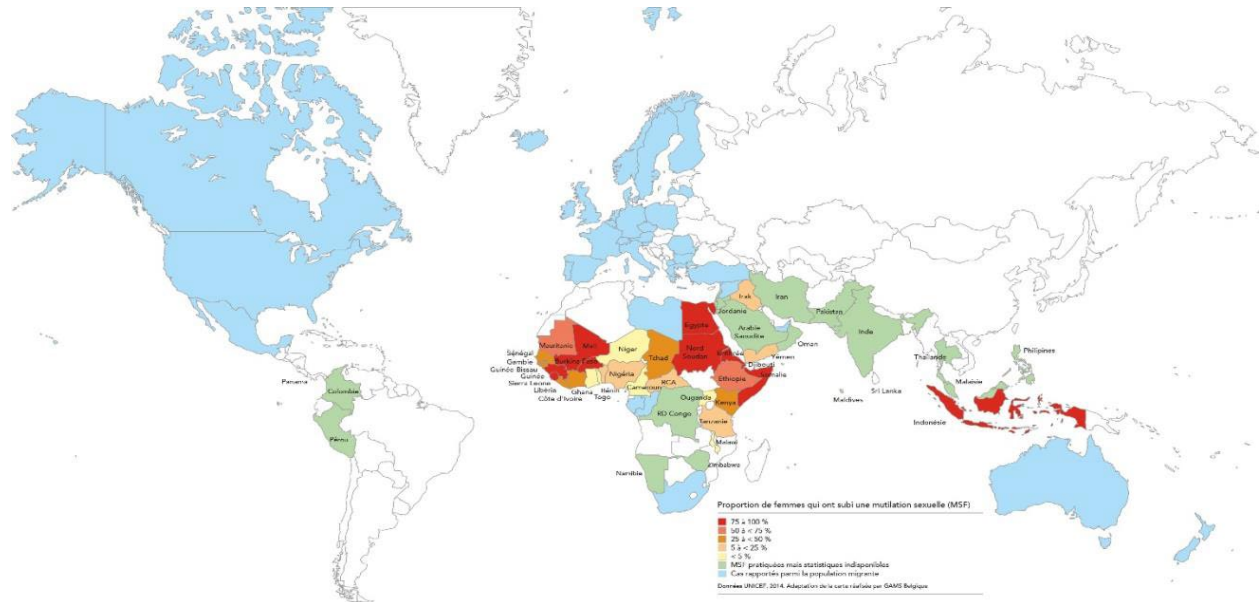 Irak
Iran
Jordanie
Pakistan
Egypte
Arabie
Saoudite
Inde
Oman
Mauritanie
Mali
Niger
Nord
Soudan
Erythrée
Yemen
Sénégal
Gambie
Guinée Bissau
Guinée
Sierra Leone
Libéria
Côte d'Ivoire
Burkina Faso
Tchad
Djibouti
Somalie
Thaïlande
Philipines
Nigéria
Ghana
Togo
Bénin
Cameroun
RCA
Ethiopie
Malaisie
Sri Lanka
Maldives
Panama
Colombie
Ouganda
Kenya
RD Congo
Indonésie
Tanzanie
Pérou
Malawi
Namibie
Zimbabwe
Proportion de femmes qui ont subi une mutilation sexuelle (MSF)
75 à 100 %
50 à < 75 %
25 à < 50 %
5 à < 25 %
< 5 %
MSF pratiquées mais statistiques indisponibles
Cas rapportés parmi la population migrante
Données UNICEF, 2014. Adaptation de la carte réalisée par GAMS Belgique